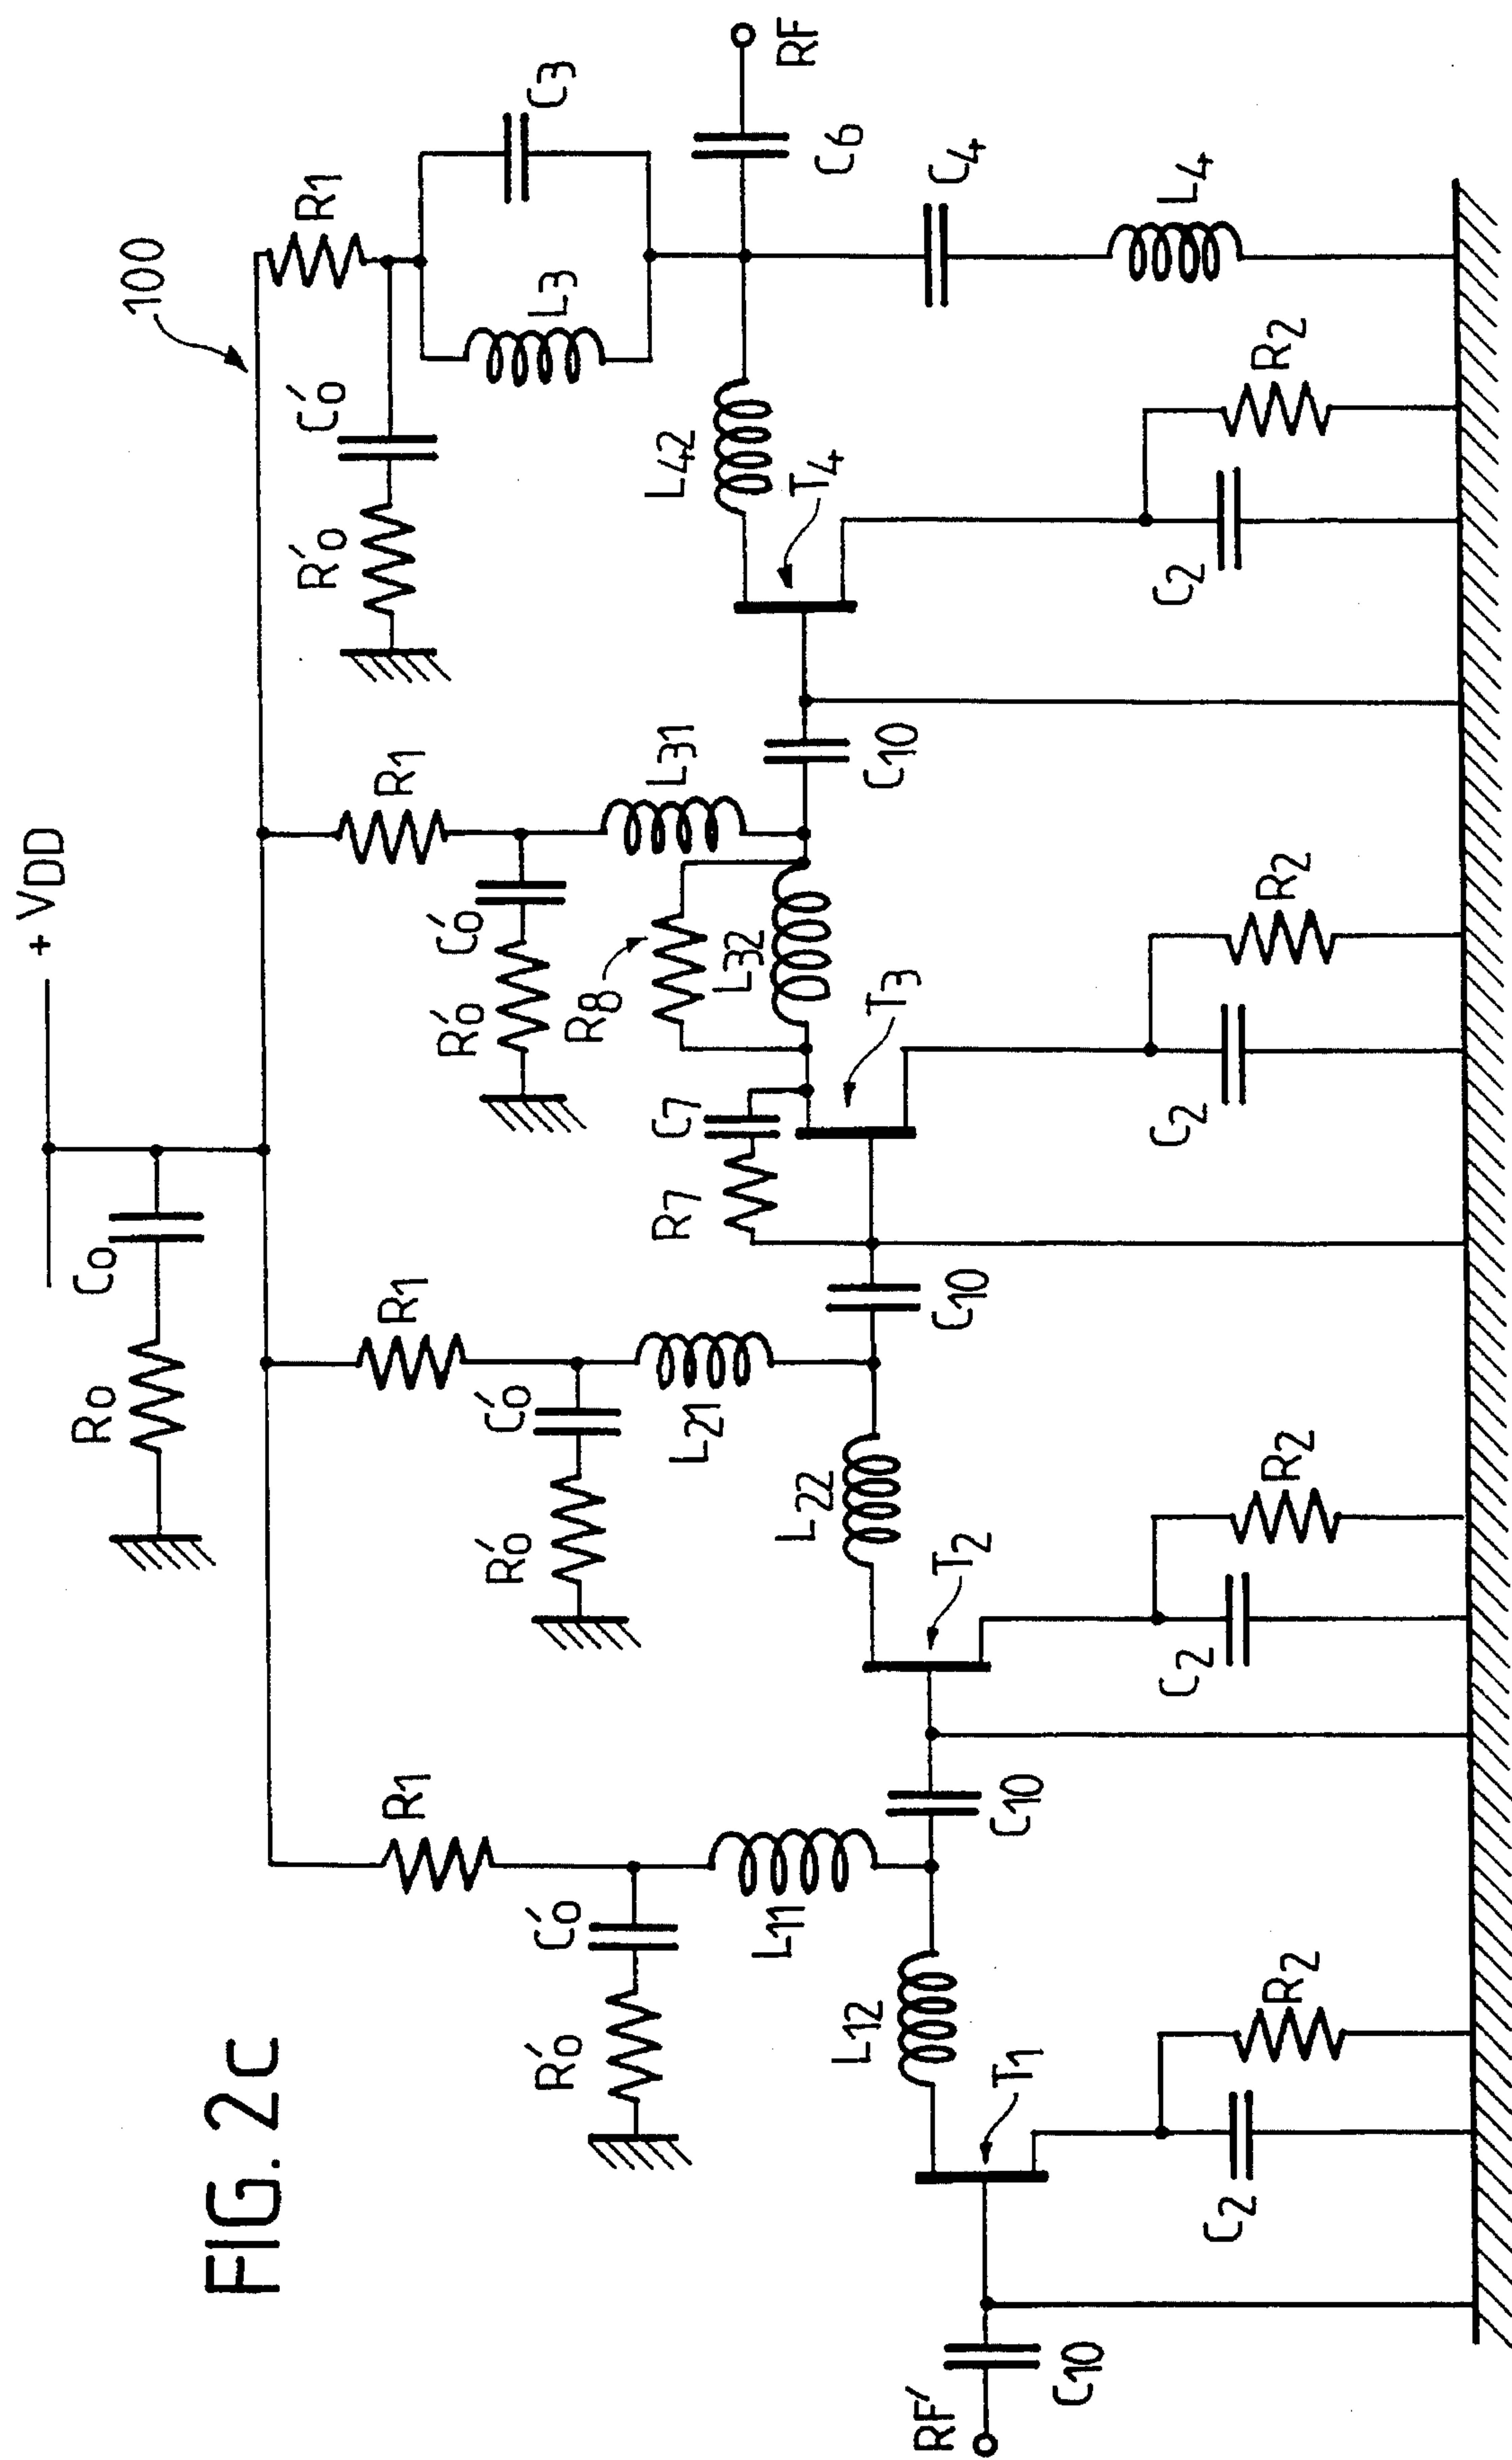 FIG. 2c
+ VDD
100
R0
C0
R1
R1
R1
R1
R'0
C'0
R'0
C'0
R'0
C'0
R'0
C'0
L11
L21
L31
L3
C3
R7
C7
R8
L12
L22
L32
L42
C6
RF
RF'
C10
C10
C10
C10
T1
T2
T3
T4
C4
L4
C2
R2
C2
R2
C2
R2
C2
R2